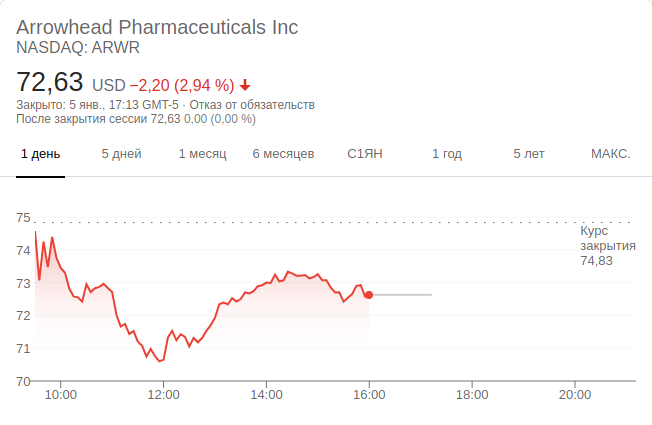 Arrowhead Pharmaceuticals Inc
NASDAQ: ARWR
72,63 USD −2,20 (2,94 %)
Закрыто: 5 янв., 17:13 GMT-5 · Отказ от обязательств
После закрытия сессии 72,63 0,00 (0,00 %)
1 день 5 дней 1 месяц 6 месяцев С1ЯН 1 год 5 лет МАКС.
75
Курс
закрытия
74,83
74
73
72
71
70
10:00 12:00 14:00 16:00 18:00 20:00